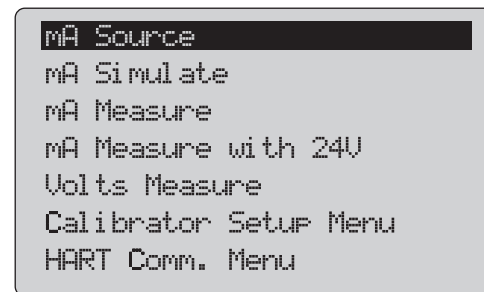 mA Source
mA Simulate
mA Measure
mA Measure with 24V
Volts Measure
Calibrator Setup Menu
HART Comm. Menu